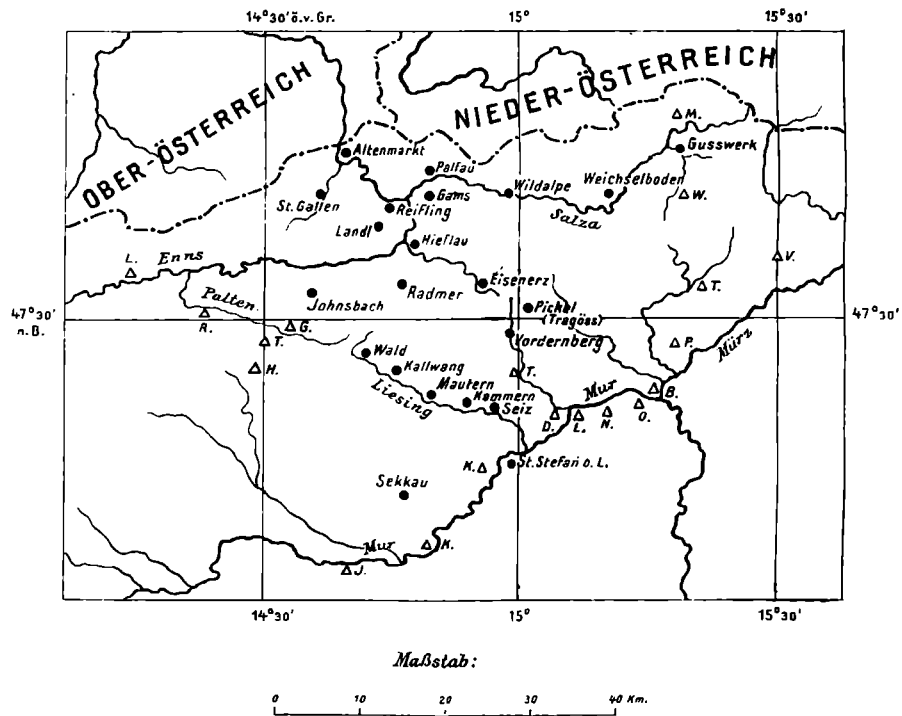 14°30' ö.v. Gr. 15° 15°30'
OBER-ÖSTERREICH
NIEDER-ÖSTERREICH
M.
Altenmarkt
Gusswerk
Palfau
St. Gallen
Gams
Wildalpe
Weichselboden
W.
Reifling
Salza
Landl
Hieflau
L.
Enns
V.
Eisenerz
T.
Palten
Johnsbach
Radmer
Pickel
(Tragöss)
47°30'
n.B.
47°30'
R.
G.
T.
Vordernberg
P.
Mürz
Wald
H.
Kallwang
T.
Mautern
Liesing
Kammern
Seiz
Mur
B.
D.
L.
N.
O.
K.
St. Stefan o. L.
Sekkau
Mur
K.
J.
14°30' 15° 15°30'
Maßstab:
0 10 20 30 40 Km.